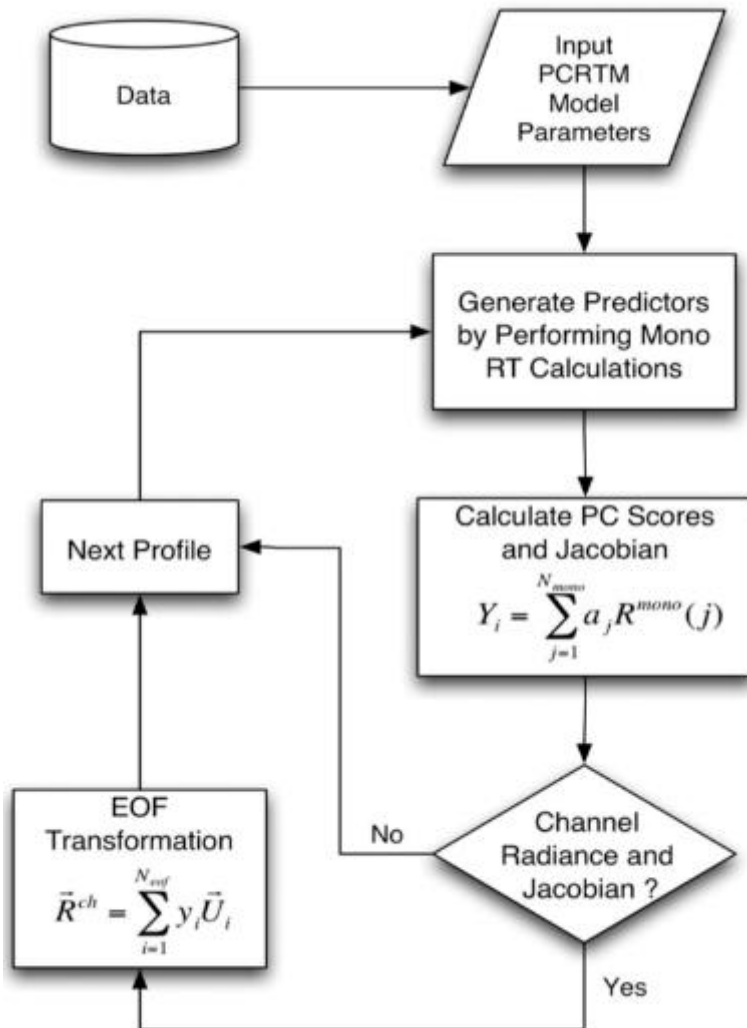 Data
Input
PCRTM
Model
Parameters
Generate Predictors
by Performing Mono
RT Calculations
Calculate PC Scores
and Jacobian
$Y_i = \sum_{j=1}^{N_{mono}} a_j R^{mono}(j)$
Next Profile
EOF
Transformation
$\vec{R}^{ch} = \sum_{i=1}^{N_{eof}} y_i \vec{U}_i$
No
Channel
Radiance and
Jacobian ?
Yes